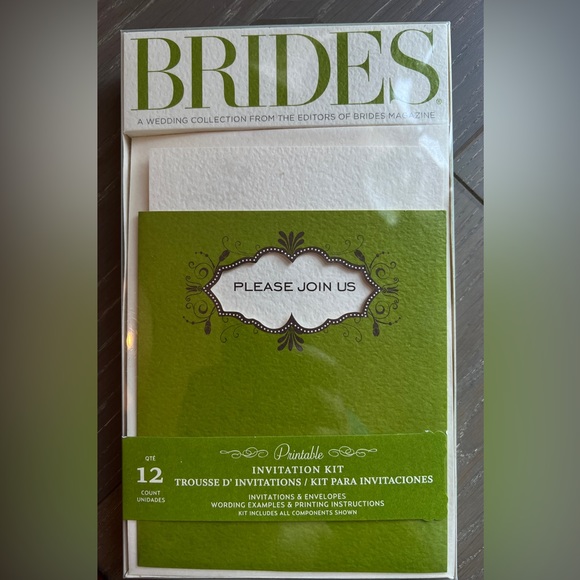 BRIDES®
A WEDDING COLLECTION FROM THE EDITORS OF BRIDES MAGAZINE
PLEASE JOIN US
Printable
INVITATION KIT
TROUSSE D' INVITATIONS / KIT PARA INVITACIONES
INVITATIONS & ENVELOPES
WORDING EXAMPLES & PRINTING INSTRUCTIONS
KIT INCLUDES ALL COMPONENTS SHOWN
QTÉ
12
COUNT
UNIDADES